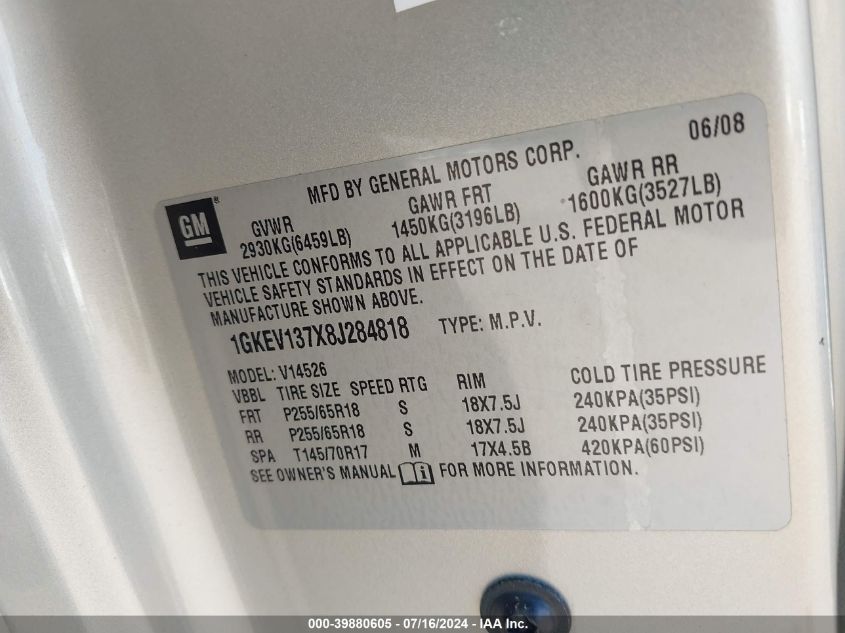 06/08
MFD BY GENERAL MOTORS CORP.
GM
GVWR GAWR FRT GAWR RR
2930KG(6459LB) 1450KG(3196LB) 1600KG(3527LB)
THIS VEHICLE CONFORMS TO ALL APPLICABLE U.S. FEDERAL MOTOR
VEHICLE SAFETY STANDARDS IN EFFECT ON THE DATE OF
MANUFACTURE SHOWN ABOVE.
1GKEV137X8J284818 TYPE: M.P.V.
MODEL: V14526
VBBL TIRE SIZE SPEED RTG RIM COLD TIRE PRESSURE
FRT P255/65R18 S 18X7.5J 240KPA(35PSI)
RR P255/65R18 S 18X7.5J 240KPA(35PSI)
SPA T145/70R17 M 17X4.5B 420KPA(60PSI)
SEE OWNER'S MANUAL i FOR MORE INFORMATION.
000-39880605 - 07/16/2024 - IAA Inc.